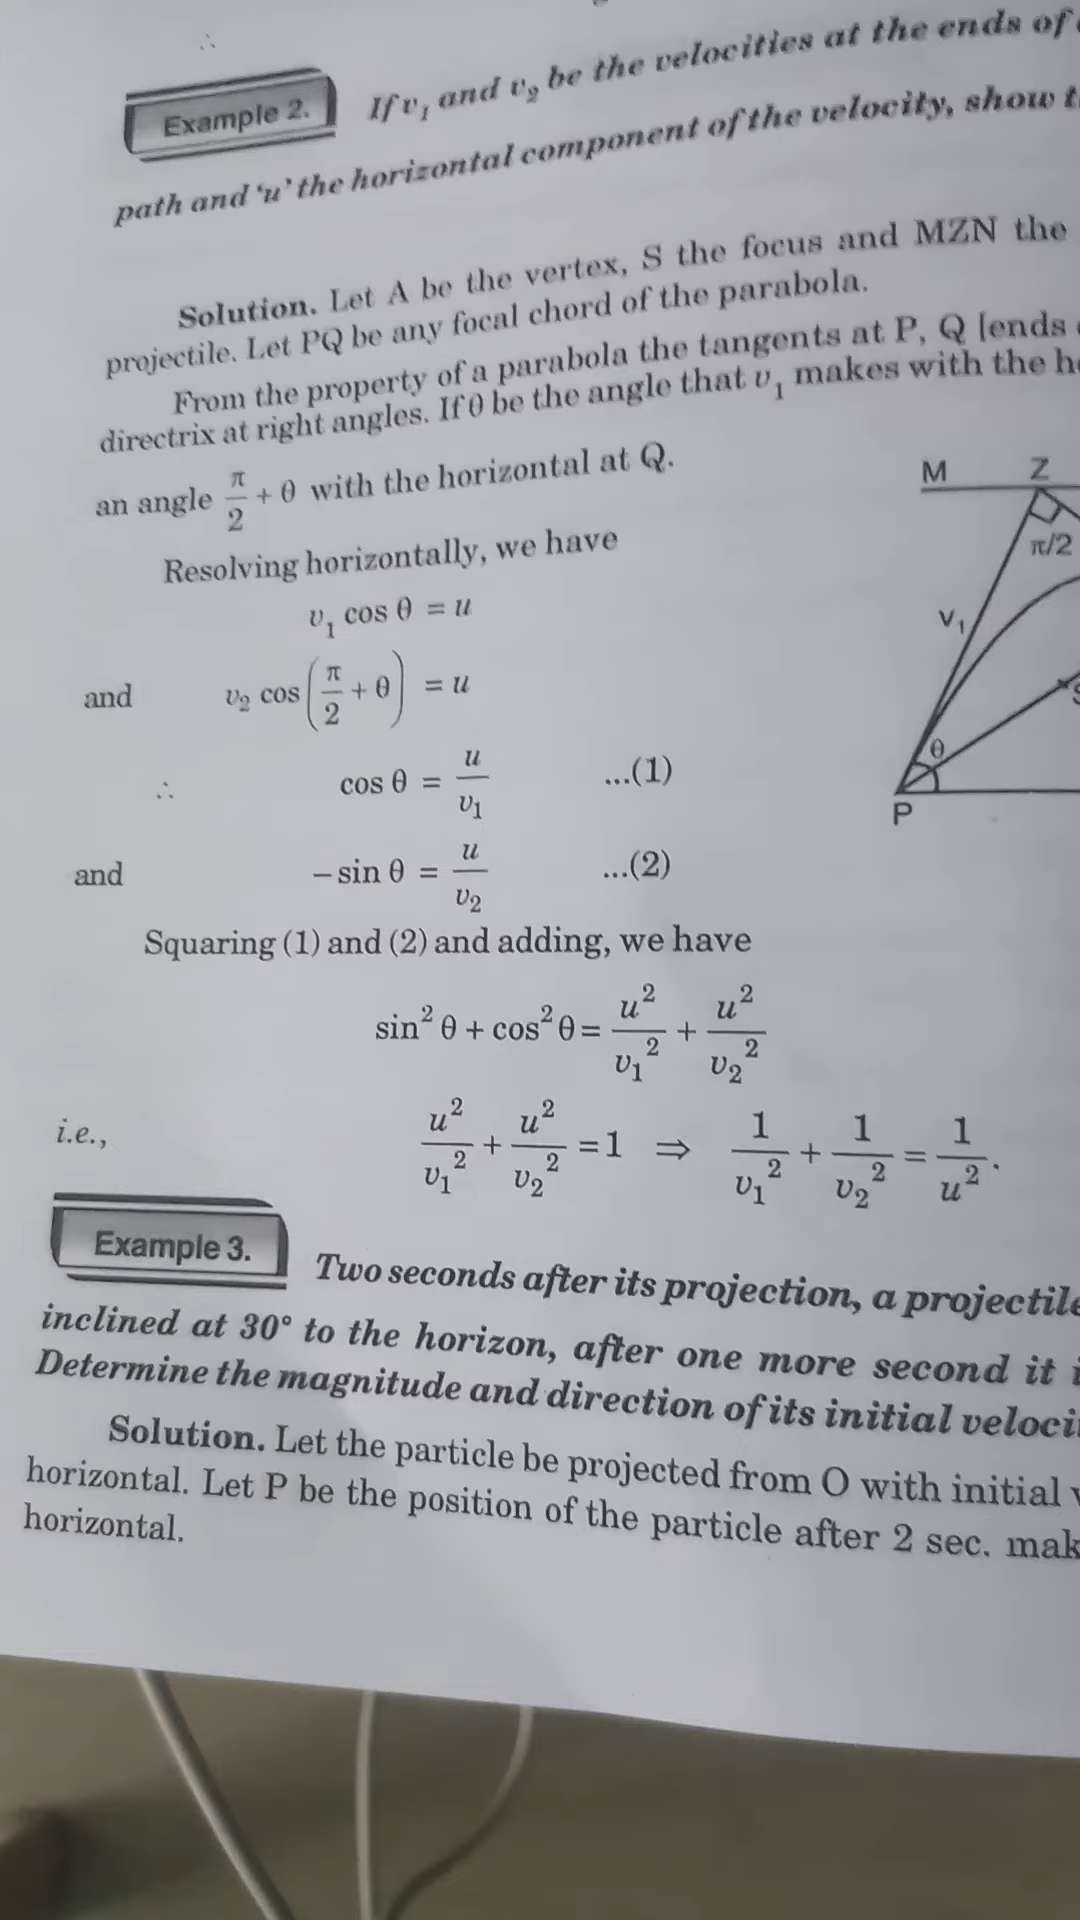 ∴
Example 2. If v₁ and v₂ be the velocities at the ends of
path and ‘u’ the horizontal component of the velocity, show
Solution. Let A be the vertex, S the focus and MZN the
projectile. Let PQ be any focal chord of the parabola.
From the property of a parabola the tangents at P, Q [ends
directrix at right angles. If θ be the angle that v₁ makes with the
an angle π/2 + θ with the horizontal at Q.
Resolving horizontally, we have
v₁ cos θ = u
and v₂ cos (π/2 + θ) = u
∴ cos θ = u/v₁ ...(1)
and – sin θ = u/v₂ ...(2)
Squaring (1) and (2) and adding, we have
sin² θ + cos² θ = u²/v₁² + u²/v₂²
i.e., u²/v₁² + u²/v₂² = 1 ⇒ 1/v₁² + 1/v₂² = 1/u².
M Z
π/2
V₁
S
θ
P
Example 3. Two seconds after its projection, a projectile
inclined at 30° to the horizon, after one more second it
Determine the magnitude and direction of its initial
Solution. Let the particle be projected from O with initial
horizontal. Let P be the position of the particle after 2 sec.
horizontal.